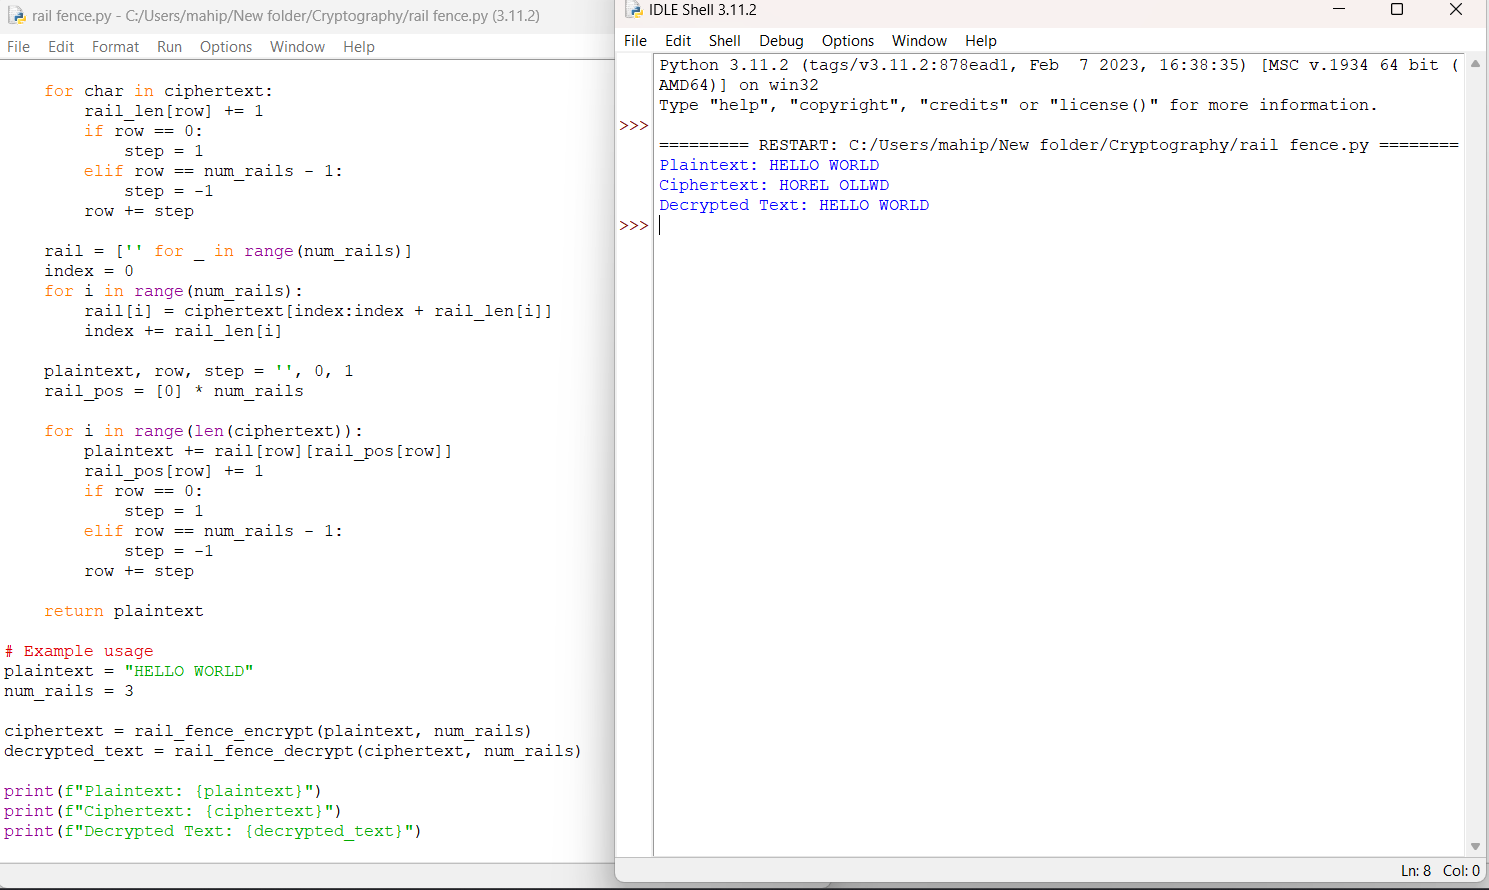 rail fence.py - C:/Users/mahip/New folder/Cryptography/rail fence.py (3.11.2)
File Edit Format Run Options Window Help
    for char in ciphertext:
        rail_len[row] += 1
        if row == 0:
            step = 1
        elif row == num_rails - 1:
            step = -1
        row += step

    rail = ['' for _ in range(num_rails)]
    index = 0
    for i in range(num_rails):
        rail[i] = ciphertext[index:index + rail_len[i]]
        index += rail_len[i]

    plaintext, row, step = '', 0, 1
    rail_pos = [0] * num_rails

    for i in range(len(ciphertext)):
        plaintext += rail[row][rail_pos[row]]
        rail_pos[row] += 1
        if row == 0:
            step = 1
        elif row == num_rails - 1:
            step = -1
        row += step

    return plaintext

# Example usage
plaintext = "HELLO WORLD"
num_rails = 3

ciphertext = rail_fence_encrypt(plaintext, num_rails)
decrypted_text = rail_fence_decrypt(ciphertext, num_rails)

print(f"Plaintext: {plaintext}")
print(f"Ciphertext: {ciphertext}")
print(f"Decrypted Text: {decrypted_text}")
IDLE Shell 3.11.2
File Edit Shell Debug Options Window Help
Python 3.11.2 (tags/v3.11.2:878ead1, Feb  7 2023, 16:38:35) [MSC v.1934 64 bit (
AMD64)] on win32
Type "help", "copyright", "credits" or "license()" for more information.
>>>
========= RESTART: C:/Users/mahip/New folder/Cryptography/rail fence.py ========
Plaintext: HELLO WORLD
Ciphertext: HOREL OLLWD
Decrypted Text: HELLO WORLD
>>>
Ln: 8 Col: 0